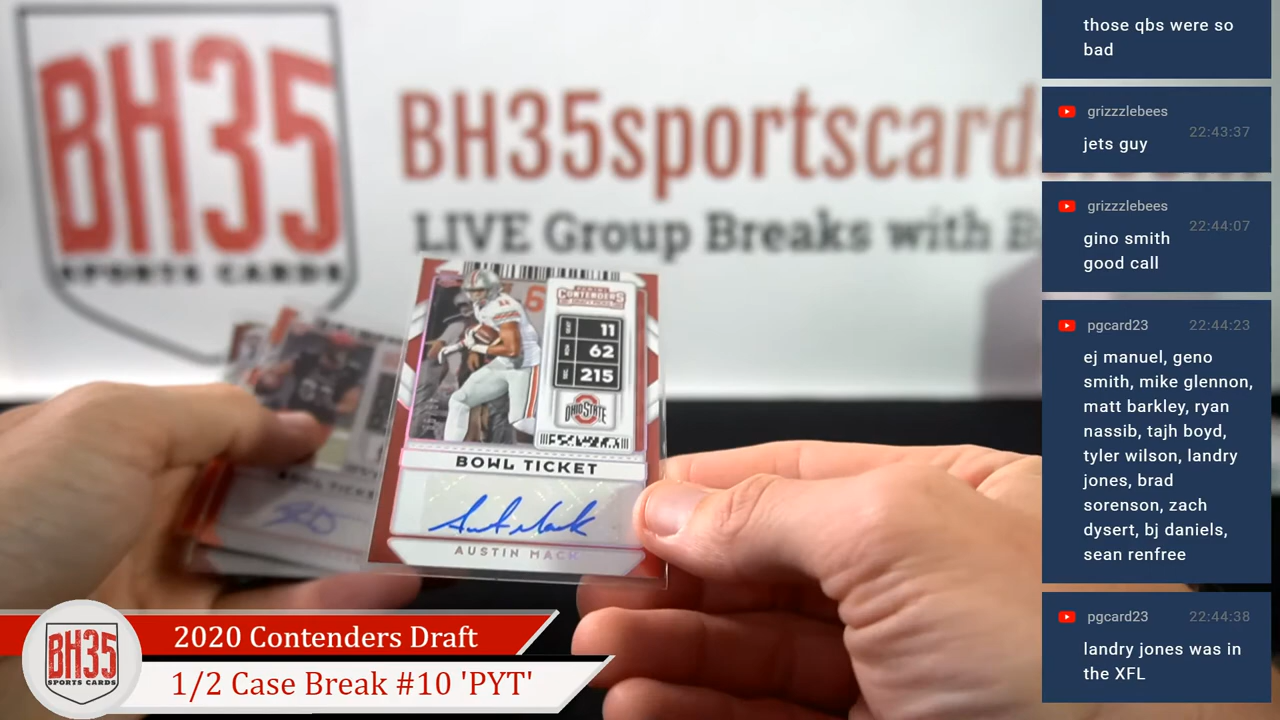 BH35
SPORTS CARDS
BH35sportscards
LIVE Group Breaks with
CONTENDERS
11
62
215
OHIO STATE
BOWL TICKET
AUSTIN MACK
BOWL TICKE
BH35
SPORTS CARDS
2020 Contenders Draft
1/2 Case Break #10 'PYT'
those qbs were so
bad
grizzzlebees
22:43:37
jets guy
grizzzlebees
22:44:07
gino smith
good call
pgcard23 22:44:23
ej manuel, geno
smith, mike glennon,
matt barkley, ryan
nassib, tajh boyd,
tyler wilson, landry
jones, brad
sorenson, zach
dysert, bj daniels,
sean renfree
pgcard23 22:44:38
landry jones was in
the XFL